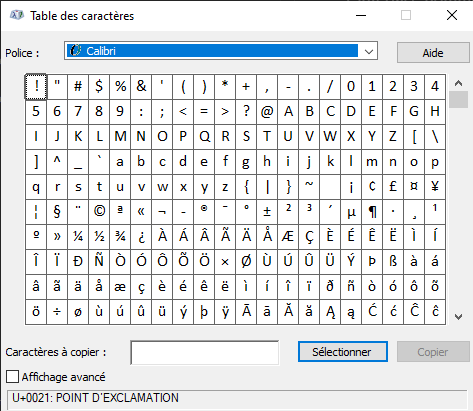 Table des caractères
Police : Calibri Aide
! " # $ % & ' ( ) * + , - . / 0 1 2 3 4
5 6 7 8 9 : ; < = > ? @ A B C D E F G H
I J K L M N O P Q R S T U V W X Y Z [ \
] ^ _ ` a b c d e f g h i j k l m n o p
q r s t u v w x y z { | } ~ ¡ ¢ £ ¤ ¥
¦ § ¨ © ª « ¬ - ® ¯ ° ± ² ³ ´ µ ¶ · ¸ ¹
º » ¼ ½ ¾ ¿ À Á Â Ã Ä Å Æ Ç È É Ê Ë Ì Í
Î Ï Ð Ñ Ò Ó Ô Õ Ö × Ø Ù Ú Û Ü Ý Þ ß à á
â ã ä å æ ç è é ê ë ì í î ï ð ñ ò ó ô õ
ö ÷ ø ù ú û ü ý þ ÿ Ā ā Ă ă Ą ą Ć ć Ĉ
Caractères à copier : Sélectionner Copier
Affichage avancé
U+0021: POINT D'EXCLAMATION